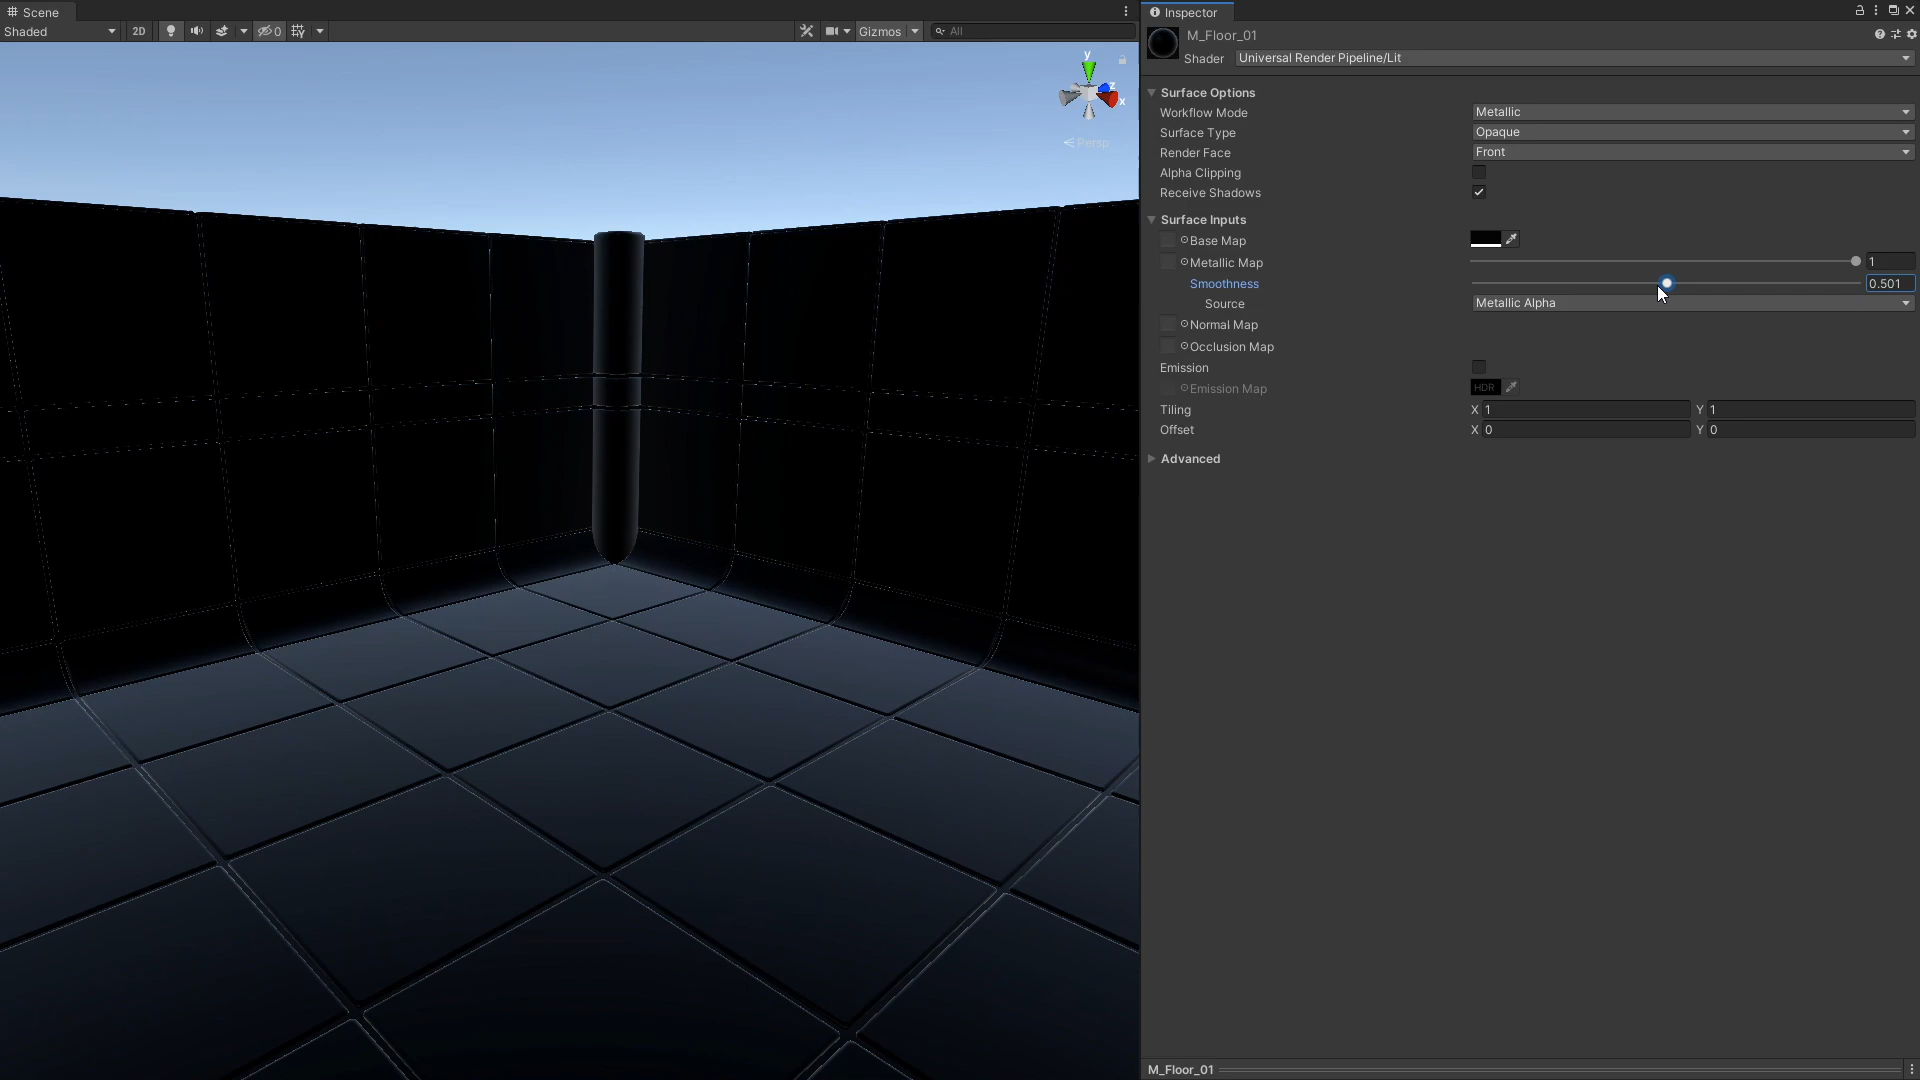 Scene
Shaded
2D
0
Gizmos
All
y
z
x
Persp
Inspector
M_Floor_01
Shader Universal Render Pipeline/Lit
Surface Options
Workflow Mode Metallic
Surface Type Opaque
Render Face Front
Alpha Clipping
Receive Shadows
Surface Inputs
Base Map
Metallic Map 1
Smoothness 0.501
Source Metallic Alpha
Normal Map
Occlusion Map
Emission
Emission Map HDR
Tiling X 1 Y 1
Offset X 0 Y 0
Advanced
M_Floor_01